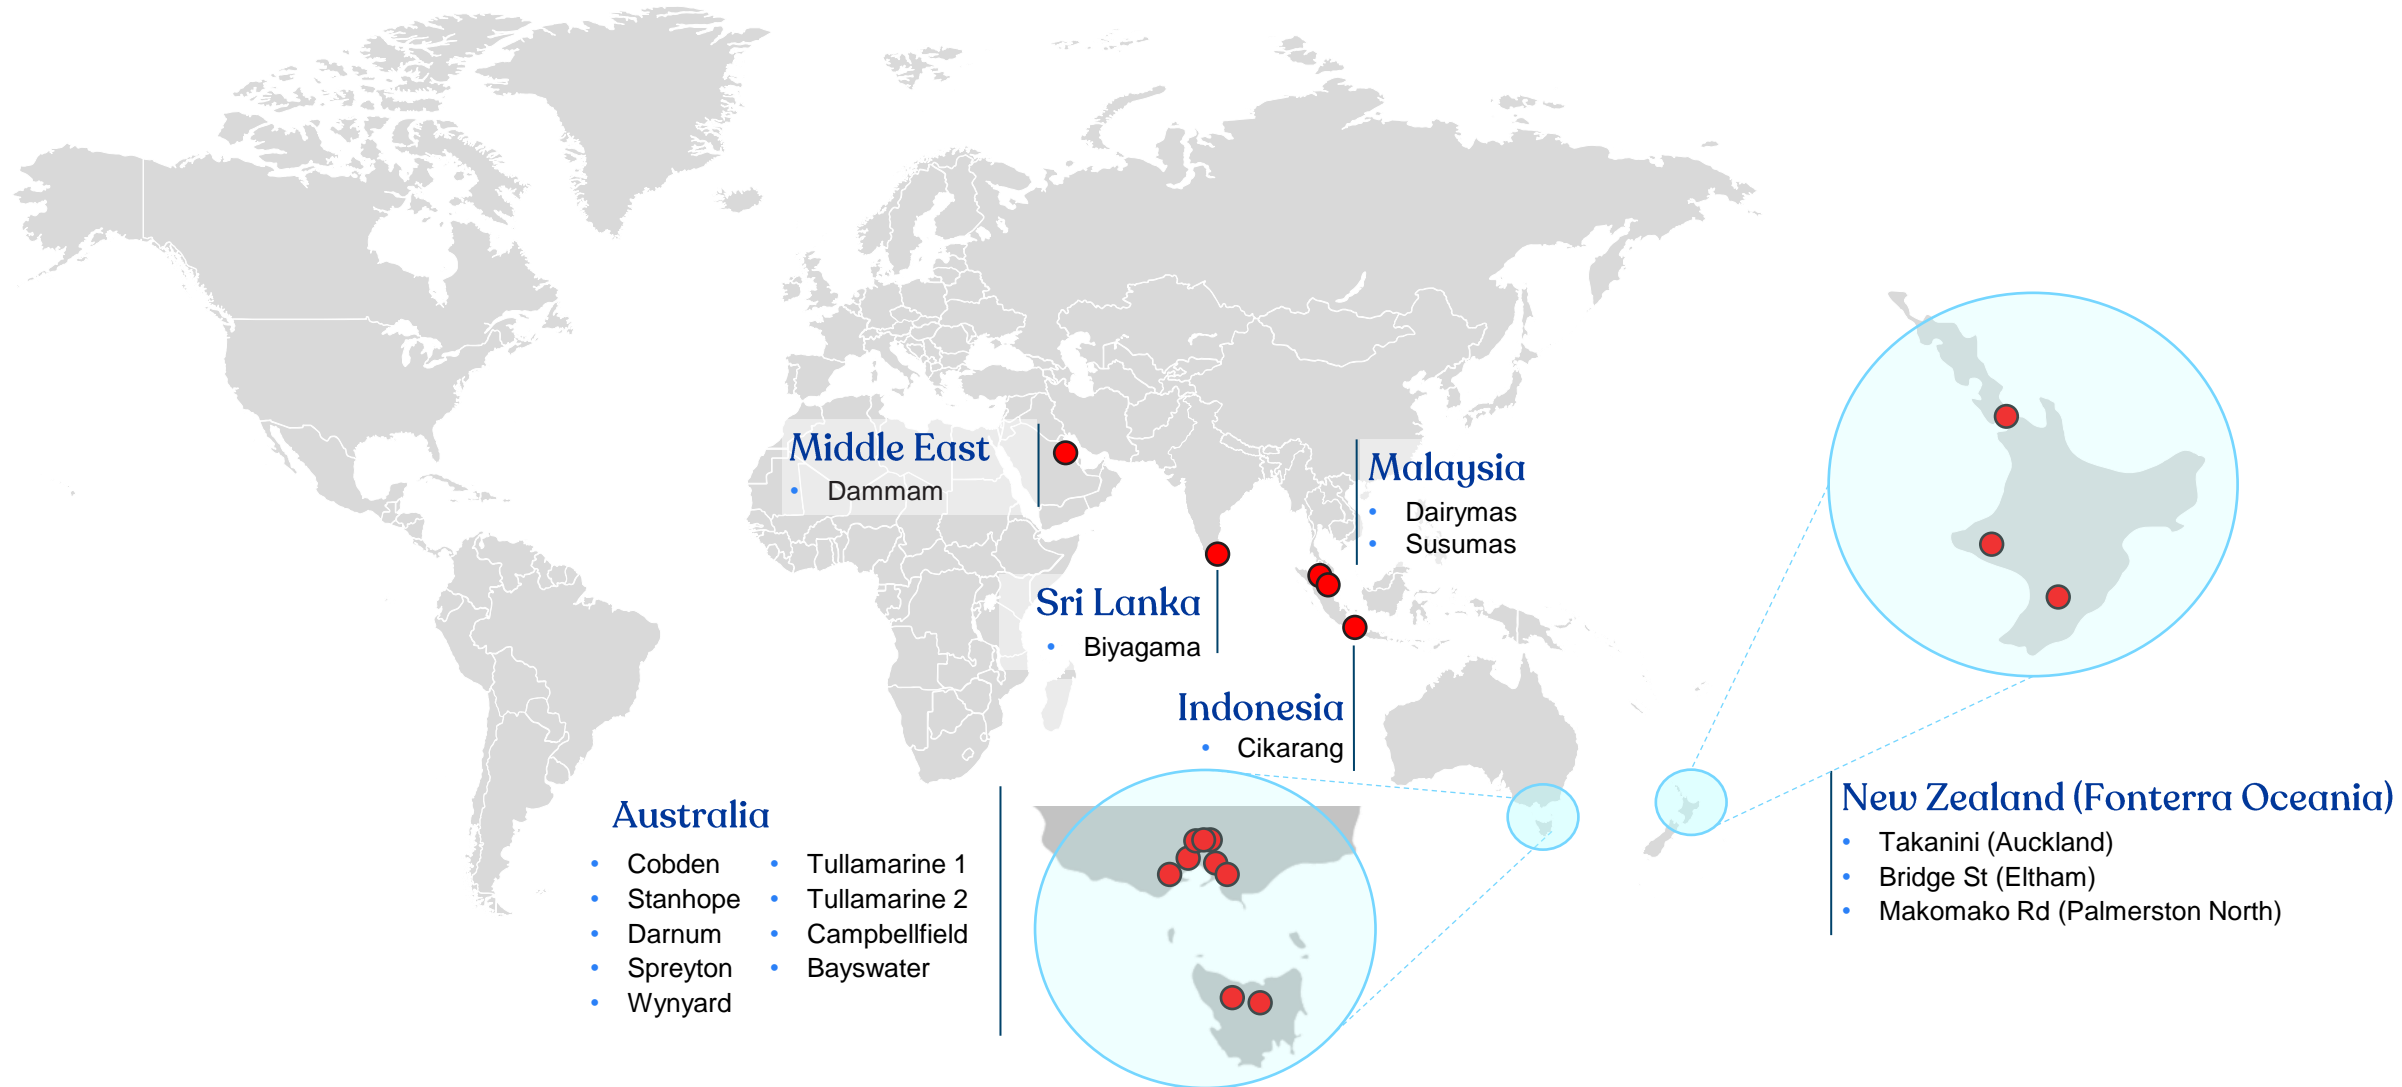 Middle East
• Dammam
Malaysia
• Dairymas
• Susumas
Sri Lanka
• Biyagama
Indonesia
• Cikarang
Australia
• Cobden
• Stanhope
• Darnum
• Spreyton
• Wynyard
• Tullamarine 1
• Tullamarine 2
• Campbellfield
• Bayswater
New Zealand (Fonterra Oceania)
• Takanini (Auckland)
• Bridge St (Eltham)
• Makomako Rd (Palmerston North)